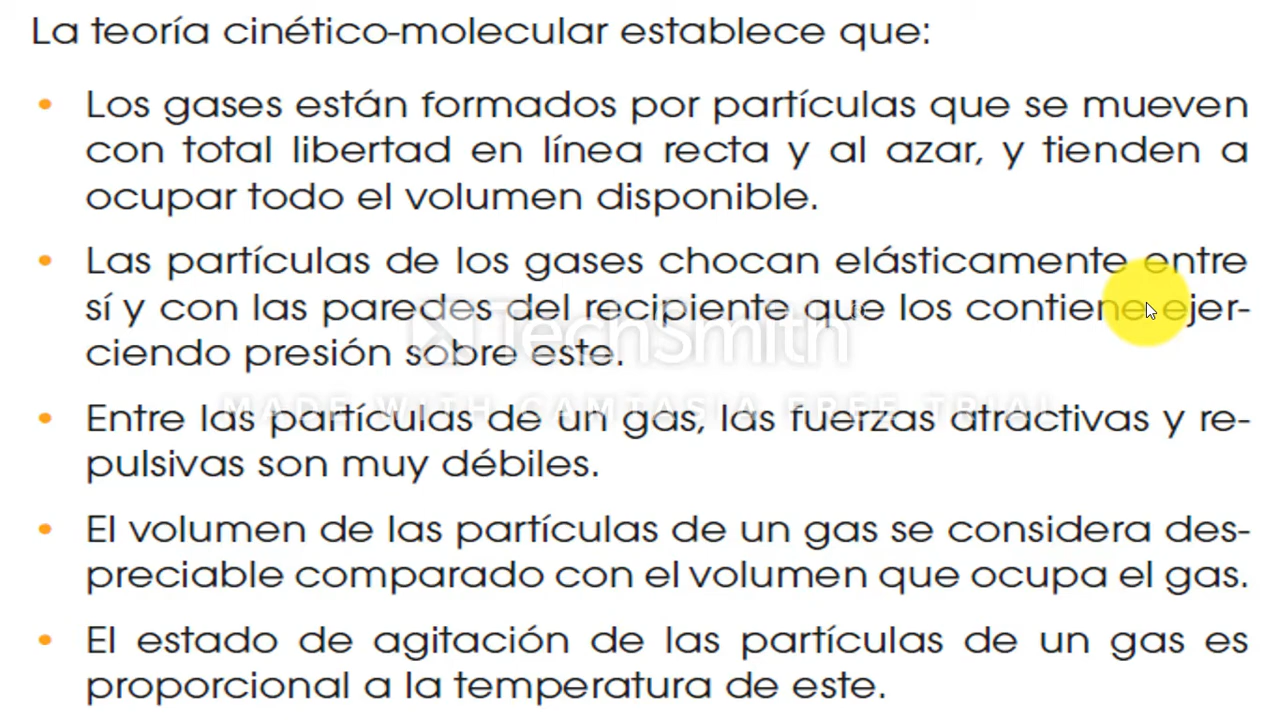 La teoría cinético-molecular establece que:
• Los gases están formados por partículas que se mueven
con total libertad en línea recta y al azar, y tienden a
ocupar todo el volumen disponible.
• Las partículas de los gases chocan elásticamente entre
sí y con las paredes del recipiente que los contiene ejer-
ciendo presión sobre este.
TechSmith
MADE WITH CAMTASIA FREE TRIAL
• Entre las partículas de un gas, las fuerzas atractivas y re-
pulsivas son muy débiles.
• El volumen de las partículas de un gas se considera des-
preciable comparado con el volumen que ocupa el gas.
• El estado de agitación de las partículas de un gas es
proporcional a la temperatura de este.